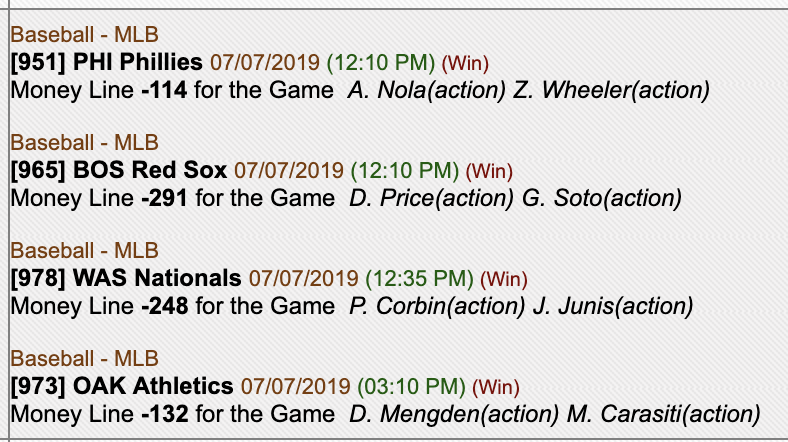 Baseball - MLB
[951] PHI Phillies 07/07/2019 (12:10 PM) (Win)
Money Line -114 for the Game A. Nola(action) Z. Wheeler(action)
Baseball - MLB
[965] BOS Red Sox 07/07/2019 (12:10 PM) (Win)
Money Line -291 for the Game D. Price(action) G. Soto(action)
Baseball - MLB
[978] WAS Nationals 07/07/2019 (12:35 PM) (Win)
Money Line -248 for the Game P. Corbin(action) J. Junis(action)
Baseball - MLB
[973] OAK Athletics 07/07/2019 (03:10 PM) (Win)
Money Line -132 for the Game D. Mengden(action) M. Carasiti(action)